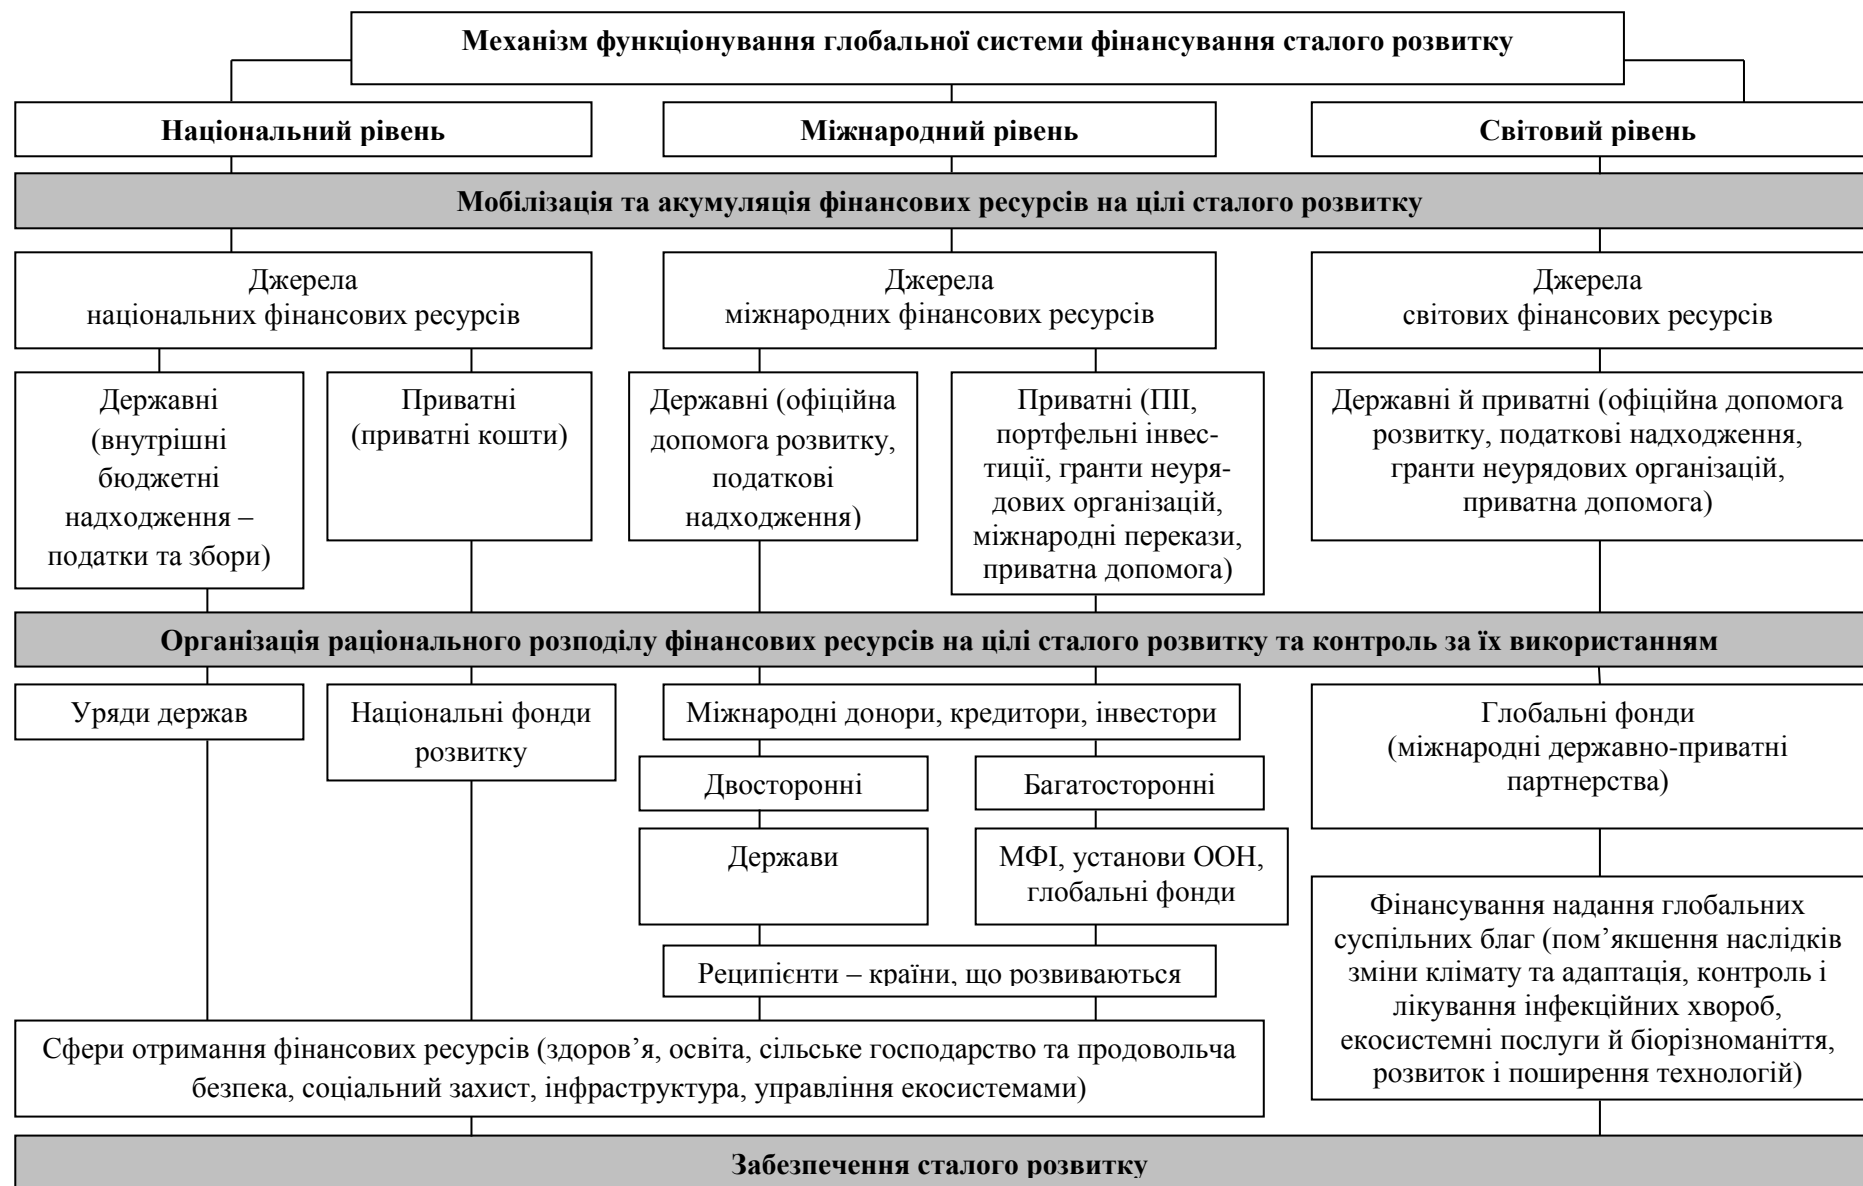 Механізм функціонування глобальної системи фінансування сталого розвитку
Національний рівень
Міжнародний рівень
Світовий рівень
Мобілізація та акумуляція фінансових ресурсів на цілі сталого розвитку
Джерела
національних фінансових ресурсів
Джерела
міжнародних фінансових ресурсів
Джерела
світових фінансових ресурсів
Державні
(внутрішні
бюджетні
надходження –
податки та збори)
Приватні
(приватні кошти)
Державні (офіційна
допомога розвитку,
податкові
надходження)
Приватні (ПІІ,
портфельні інвес-
тиції, гранти неуря-
дових організацій,
міжнародні перекази,
приватна допомога)
Державні й приватні (офіційна допомога
розвитку, податкові надходження,
гранти неурядових організацій,
приватна допомога)
Організація раціонального розподілу фінансових ресурсів на цілі сталого розвитку та контроль за їх використанням
Уряди держав
Національні фонди
розвитку
Міжнародні донори, кредитори, інвестори
Двосторонні
Багатосторонні
Держави
МФІ, установи ООН,
глобальні фонди
Реципієнти – країни, що розвиваються
Глобальні фонди
(міжнародні державно-приватні
партнерства)
Фінансування надання глобальних
суспільних благ (пом’якшення наслідків
зміни клімату та адаптація, контроль і
лікування інфекційних хвороб,
екосистемні послуги й біорізноманіття,
розвиток і поширення технологій)
Сфери отримання фінансових ресурсів (здоров’я, освіта, сільське господарство та продовольча
безпека, соціальний захист, інфраструктура, управління екосистемами)
Забезпечення сталого розвитку